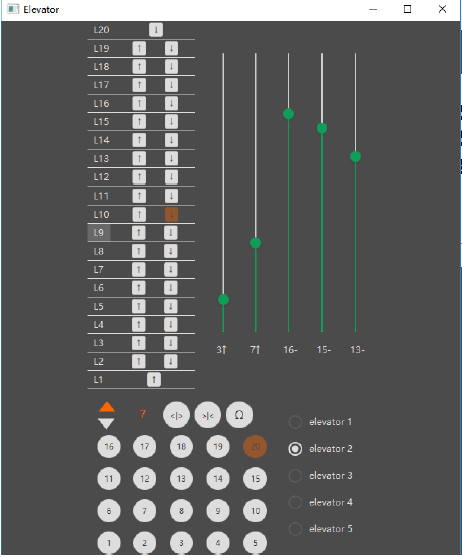 Elevator
L20 ↓
L19 ↑ ↓
L18 ↑ ↓
L17 ↑ ↓
L16 ↑ ↓
L15 ↑ ↓
L14 ↑ ↓
L13 ↑ ↓
L12 ↑ ↓
L11 ↑ ↓
L10 ↑ ↓
L9 ↑ ↓
L8 ↑ ↓
L7 ↑ ↓
L6 ↑ ↓
L5 ↑ ↓
L4 ↑ ↓
L3 ↑ ↓
L2 ↑ ↓
L1 ↑
3↑ 7↑ 16- 15- 13-
7 <|> >|< Ω
16 17 18 19 20
11 12 13 14 15
6 7 8 9 10
1 2 3 4 5
elevator 1
elevator 2
elevator 3
elevator 4
elevator 5